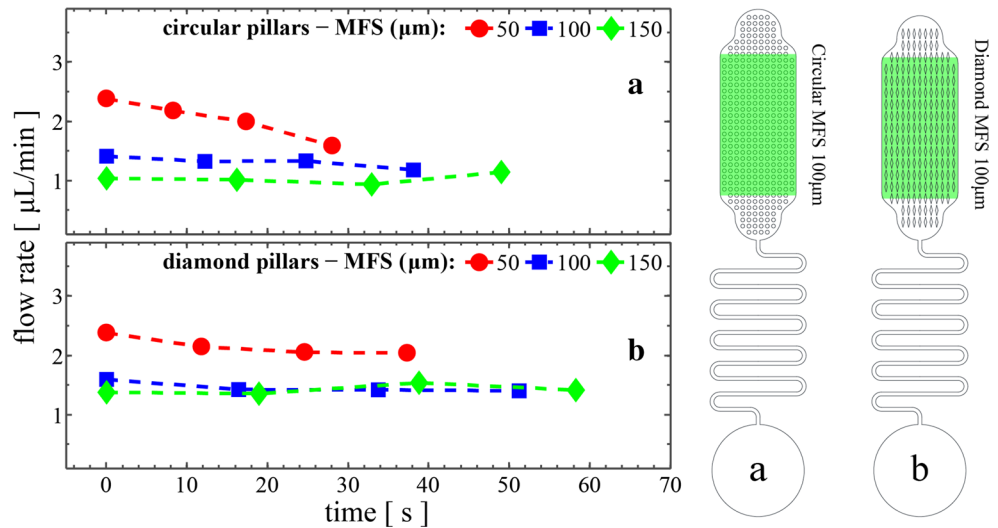 circular pillars – MFS (μm): 50 100 150
a
3
2
1
diamond pillars – MFS (μm): 50 100 150
b
3
2
1
flow rate [ μL/min ]
0 10 20 30 40 50 60 70
time [ s ]
Circular MFS 100μm
a
Diamond MFS 100μm
b